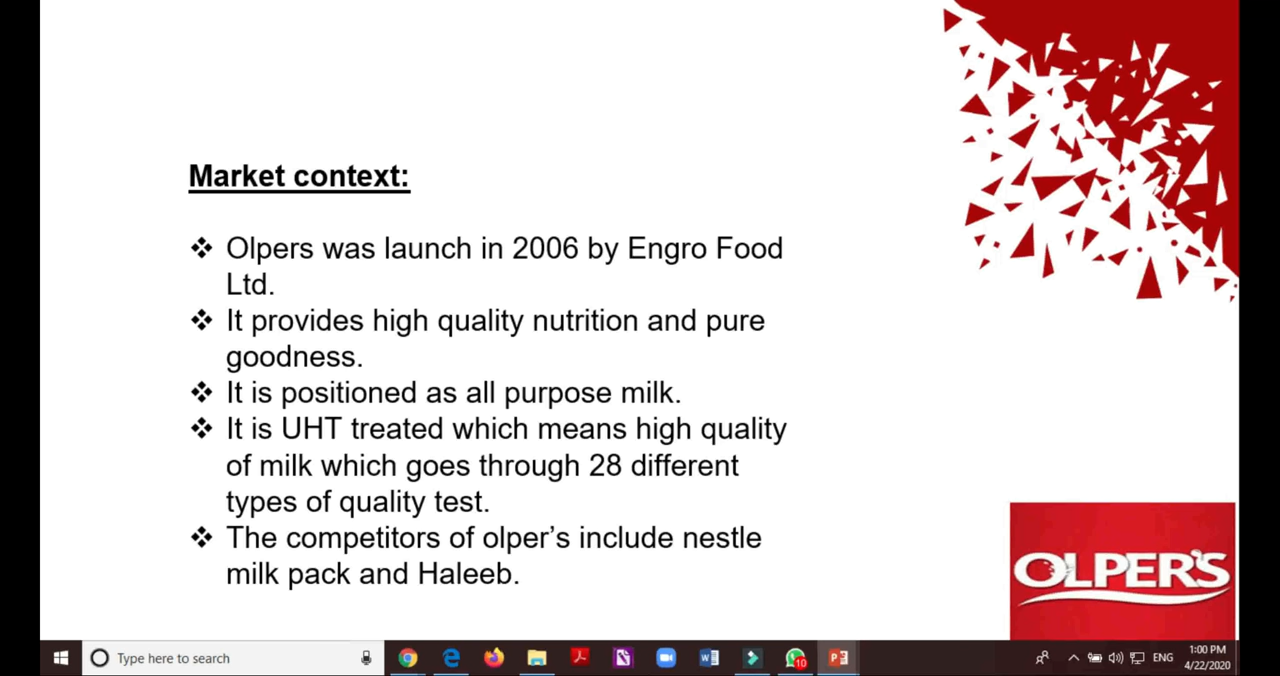 Market context:
❖ Olpers was launch in 2006 by Engro Food
Ltd.
❖ It provides high quality nutrition and pure
goodness.
❖ It is positioned as all purpose milk.
❖ It is UHT treated which means high quality
of milk which goes through 28 different
types of quality test.
❖ The competitors of olper’s include nestle
milk pack and Haleeb.
OLPER'S
Type here to search
10
ENG
1:00 PM
4/22/2020